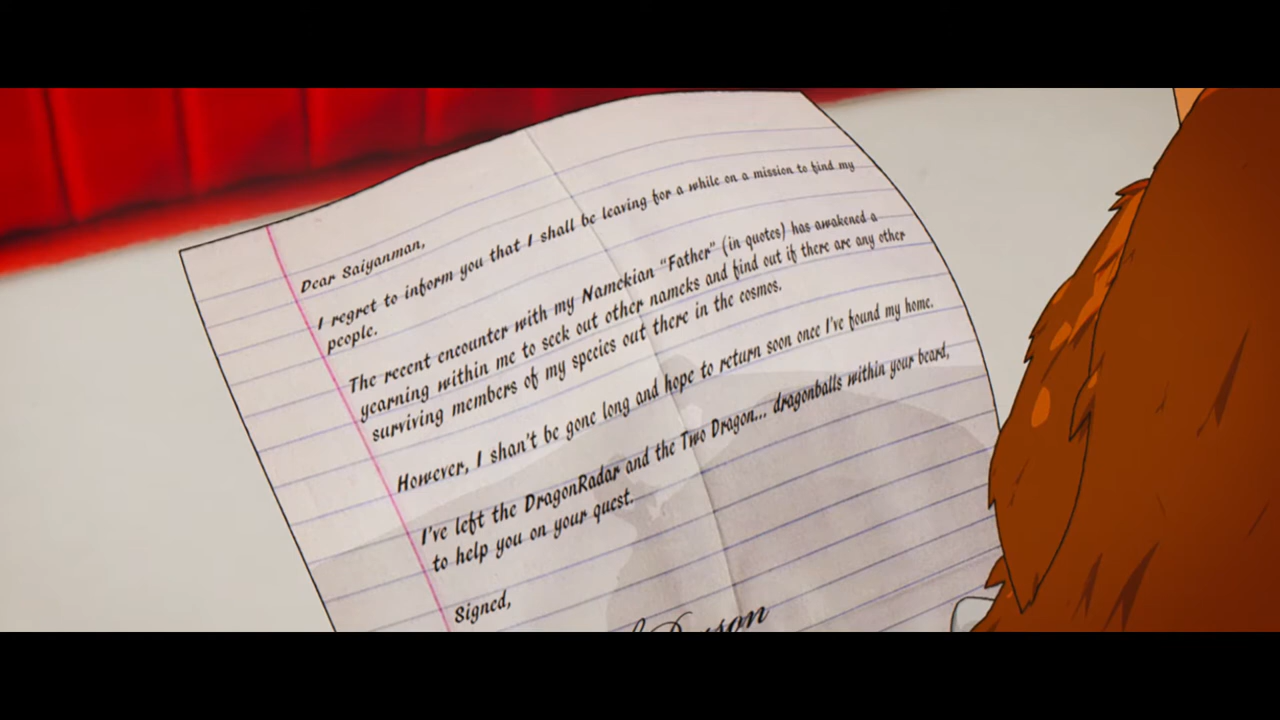 Dear Saiyanman,
I regret to inform you that I shall be leaving for a while on a mission to find my
people.
The recent encounter with my Namekian “Father” (in quotes) has awakened a
yearning within me to seek out other nameks and find out if there are any other
surviving members of my species out there in the cosmos.
However, I shan't be gone long and hope to return soon once I've found my home.
I've left the DragonRadar and the Two Dragon... dragonballs within your beard,
to help you on your quest.
Signed,